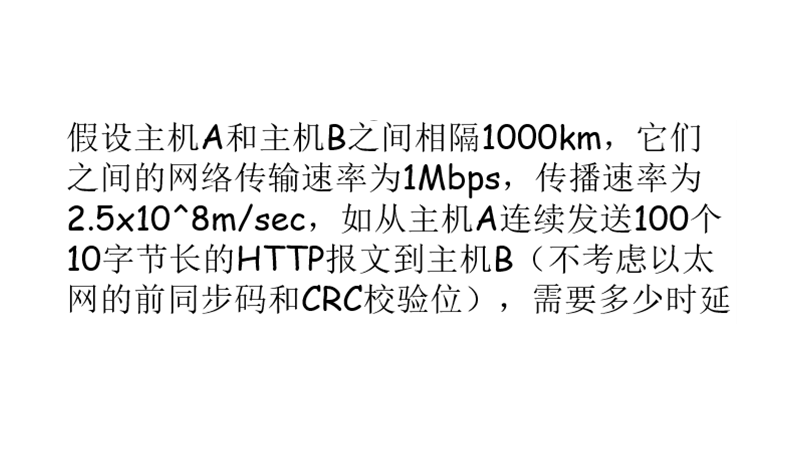 假设主机A和主机B之间相隔1000km，它们
之间的网络传输速率为1Mbps，传播速率为
2.5x10^8m/sec，如从主机A连续发送100个
10字节长的HTTP报文到主机B（不考虑以太
网的前同步码和CRC校验位），需要多少时延